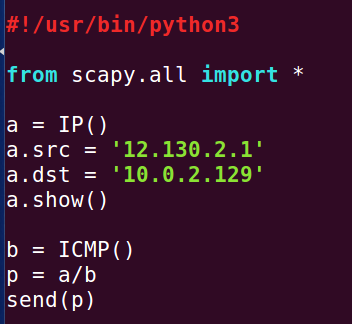 #!/usr/bin/python3
from scapy.all import *
a = IP()
a.src = '12.130.2.1'
a.dst = '10.0.2.129'
a.show()
b = ICMP()
p = a/b
send(p)